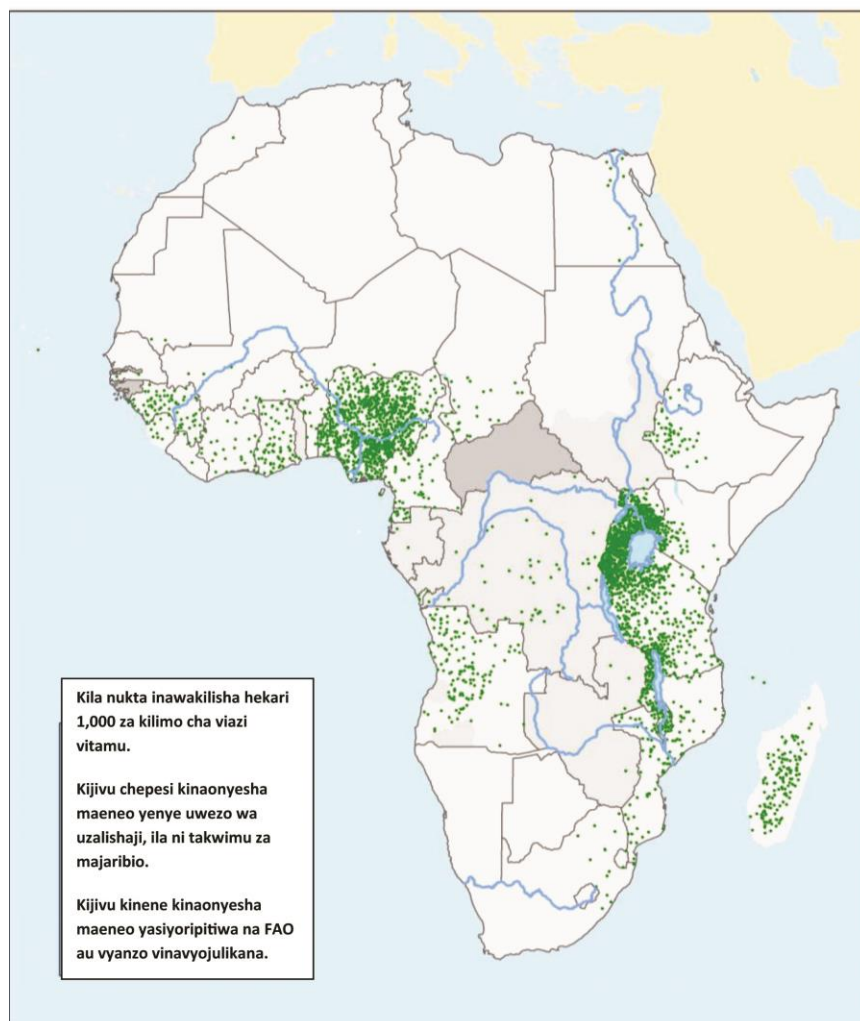 Kila nukta inawakilisha hekari
1,000 za kilimo cha viazi
vitamu.
Kijivu chepesi kinaonyesha
maeneo yenye uwezo wa
uzalishaji, ila ni takwimu za
majaribio.
Kijivu kinene kinaonyesha
maeneo yasiyoripitiwa na FAO
au vyanzo vinavyojulikana.